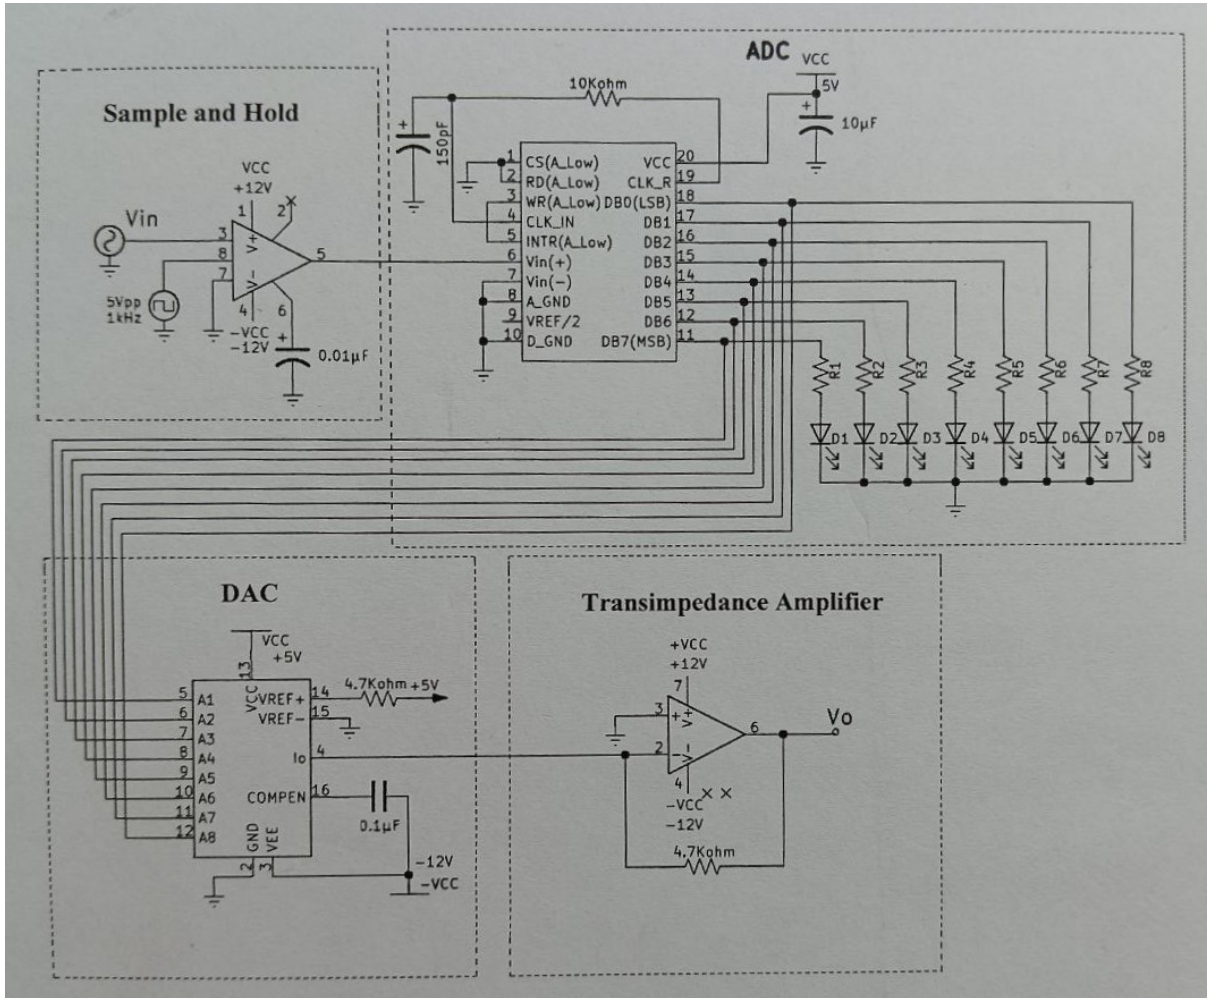 Sample and Hold
VCC
+12V
1
2
Vin
3
8
7
V+
V-
5
4
6
5Vpp
1kHz
-VCC
-12V
+
0.01µF
ADC
VCC
5V
+
10µF
10Kohm
+
150pF
1 CS(A_Low)
2 RD(A_Low)
3 WR(A_Low)
4 CLK_IN
5 INTR(A_Low)
6 Vin(+)
7 Vin(-)
8 A_GND
9 VREF/2
10 D_GND
VCC 20
CLK_R 19
DB0(LSB) 18
DB1 17
DB2 16
DB3 15
DB4 14
DB5 13
DB6 12
DB7(MSB) 11
R1 R2 R3 R4 R5 R6 R7 R8
D1 D2 D3 D4 D5 D6 D7 D8
DAC
VCC
+5V
13
VCC
5 A1
6 A2
7 A3
8 A4
9 A5
10 A6
11 A7
12 A8
VREF+ 14
4.7Kohm +5V
VREF- 15
Io 4
COMPEN 16
0.1µF
GND
VEE
2
3
-12V
-VCC
Transimpedance Amplifier
+VCC
+12V
7
3
+
V+
2
-
V-
6
Vo
4
-VCC
-12V
4.7Kohm